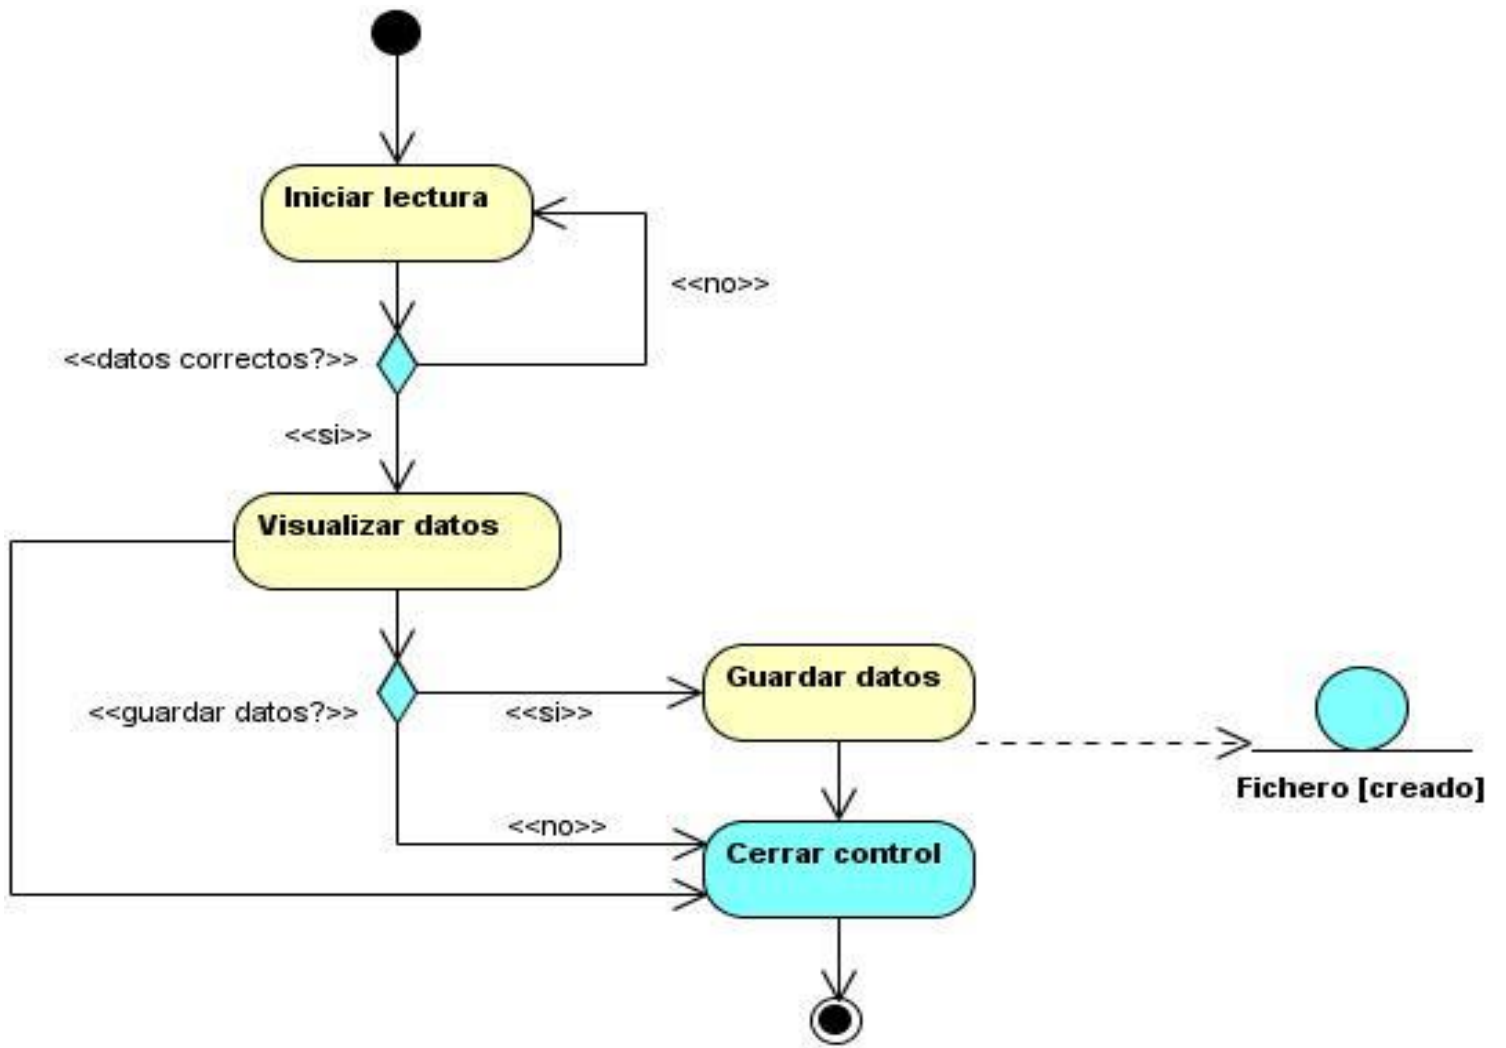 Iniciar lectura
<<no>>
<<datos correctos?>>
<<si>>
Visualizar datos
Guardar datos
<<guardar datos?>>
<<si>>
Fichero [creado]
<<no>>
Cerrar control